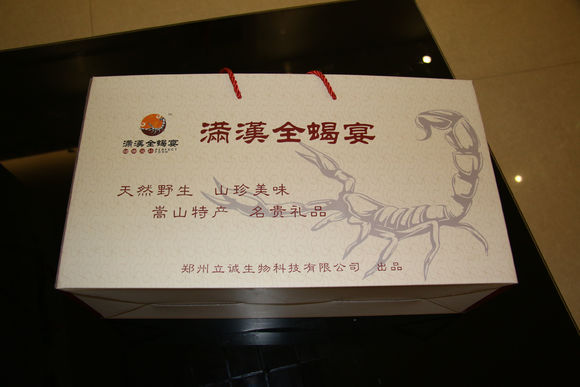 滿漢全蝎宴
滿漢全蝎宴
天然野生 山珍美味
嵩山特产 名贵礼品
郑州立诚生物科技有限公司 出品